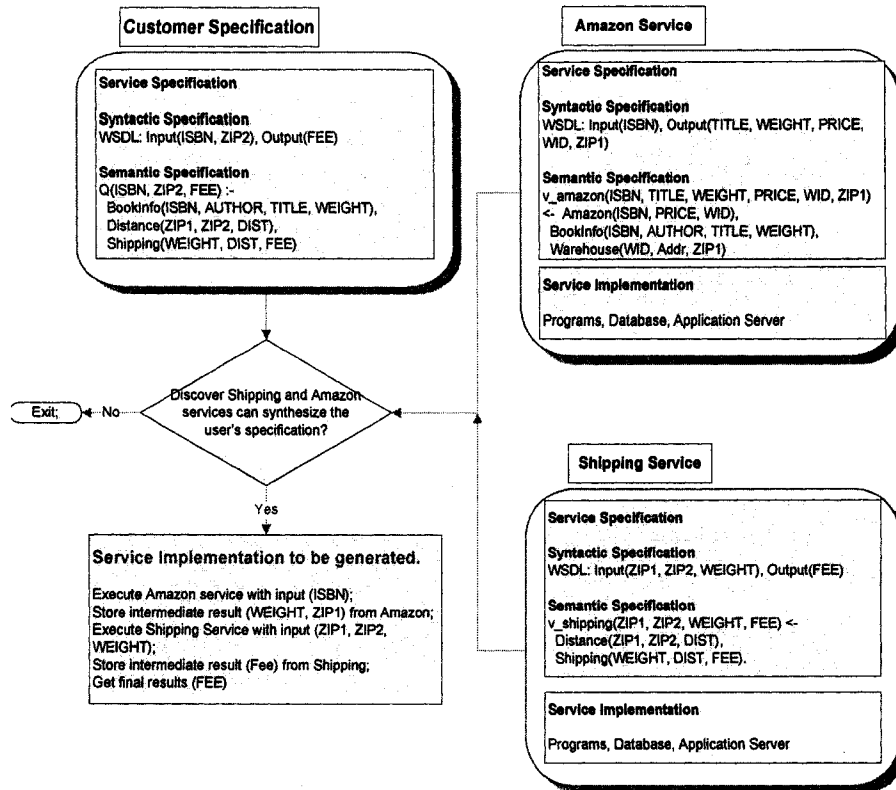 Customer Specification
Service Specification
Syntactic Specification
WSDL: Input(ISBN, ZIP2), Output(FEE)
Semantic Specification
Q(ISBN, ZIP2, FEE) :-
BookInfo(ISBN, AUTHOR, TITLE, WEIGHT),
Distance(ZIP1, ZIP2, DIST),
Shipping(WEIGHT, DIST, FEE)
Amazon Service
Service Specification
Syntactic Specification
WSDL: Input(ISBN), Output(TITLE, WEIGHT, PRICE,
WID, ZIP1)
Semantic Specification
v_amazon(ISBN, TITLE, WEIGHT, PRICE, WID, ZIP1)
<- Amazon(ISBN, PRICE, WID),
BookInfo(ISBN, AUTHOR, TITLE, WEIGHT),
Warehouse(WID, Addr, ZIP1)
Service Implementation
Programs, Database, Application Server
Discover Shipping and Amazon
services can synthesize the
user's specification?
No
Exit;
Yes
Service Implementation to be generated.
Execute Amazon service with input (ISBN);
Store intermediate result (WEIGHT, ZIP1) from Amazon;
Execute Shipping Service with input (ZIP1, ZIP2,
WEIGHT);
Store intermediate result (Fee) from Shipping;
Get final results (FEE)
Shipping Service
Service Specification
Syntactic Specification
WSDL: Input(ZIP1, ZIP2, WEIGHT), Output(FEE)
Semantic Specification
v_shipping(ZIP1, ZIP2, WEIGHT, FEE) <-
Distance(ZIP1, ZIP2, DIST),
Shipping(WEIGHT, DIST, FEE).
Service Implementation
Programs, Database, Application Server